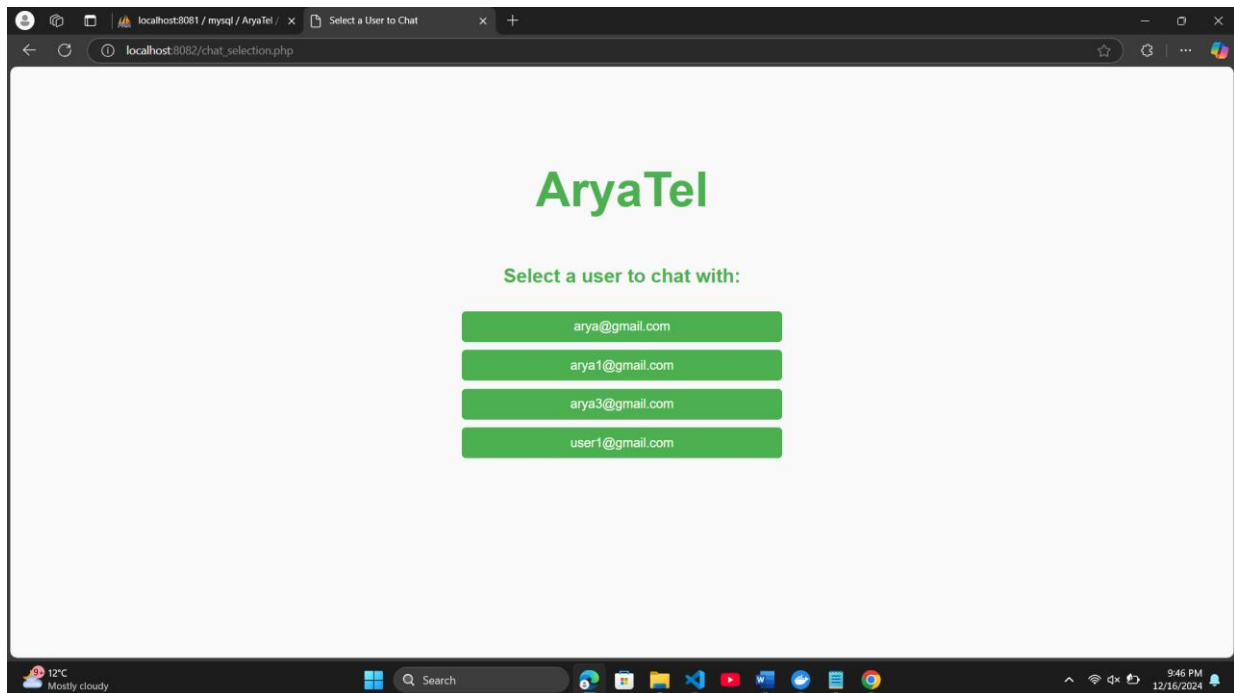 localhost:8081 / mysql / AryaTel /
Select a User to Chat
localhost:8082/chat_selection.php
AryaTel
Select a user to chat with:
arya@gmail.com
arya1@gmail.com
arya3@gmail.com
user1@gmail.com
9+
12°C
Mostly cloudy
Search
9:46 PM
12/16/2024